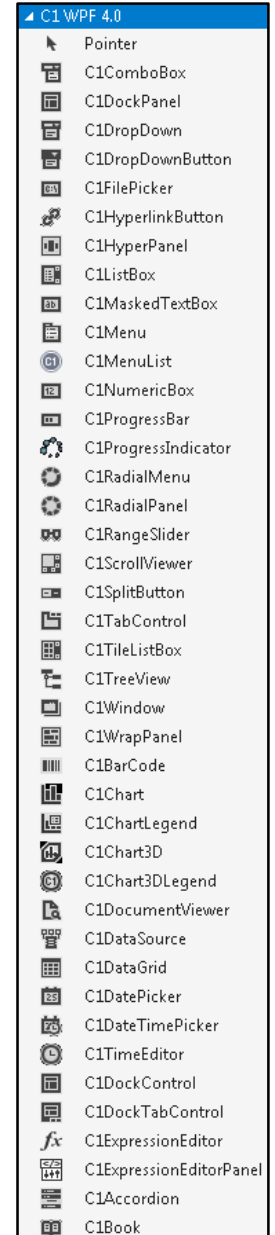 C1 WPF 4.0
Pointer
C1ComboBox
C1DockPanel
C1DropDown
C1DropDownButton
C1FilePicker
C1HyperlinkButton
C1HyperPanel
C1ListBox
C1MaskedTextBox
C1Menu
C1MenuList
C1NumericBox
C1ProgressBar
C1ProgressIndicator
C1RadialMenu
C1RadialPanel
C1RangeSlider
C1ScrollViewer
C1SplitButton
C1TabControl
C1TileListBox
C1TreeView
C1Window
C1WrapPanel
C1BarCode
C1Chart
C1ChartLegend
C1Chart3D
C1Chart3DLegend
C1DocumentViewer
C1DataSource
C1DataGrid
C1DatePicker
C1DateTimePicker
C1TimeEditor
C1DockControl
C1DockTabControl
C1ExpressionEditor
C1ExpressionEditorPanel
C1Accordion
C1Book